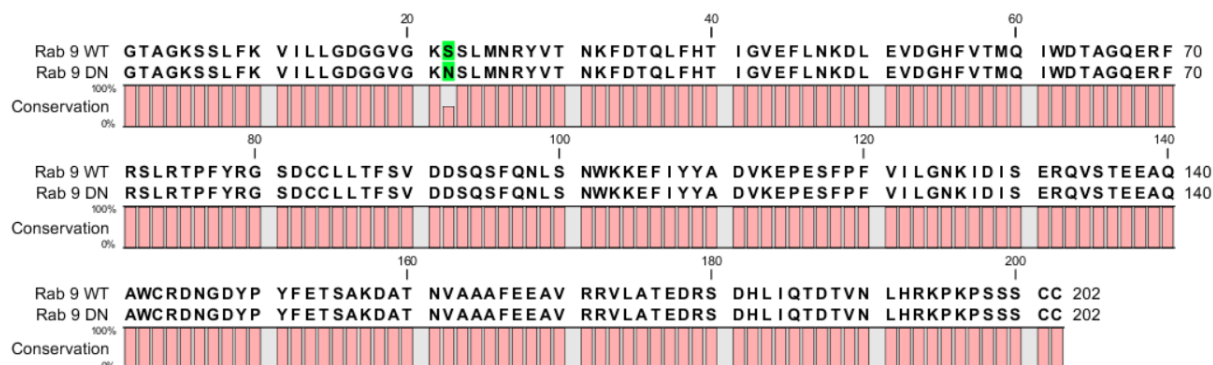 20 40 60
Rab 9 WT GTAGKSSLFK VILLGDGGVG KSSLMNRYVT NKFDTQLFHT IGVEFLNKDL EVDGHFVTMQ IWDTAGQERF 70
Rab 9 DN GTAGKSSLFK VILLGDGGVG KNSLMNRYVT NKFDTQLFHT IGVEFLNKDL EVDGHFVTMQ IWDTAGQERF 70
100%
Conservation
0%
80 100 120 140
Rab 9 WT RSLRTPFYRG SDCCLLTFSV DDSQSFQNLS NWKKEFIYYA DVKEPESFPF VILGNKIDIS ERQVSTEEAQ 140
Rab 9 DN RSLRTPFYRG SDCCLLTFSV DDSQSFQNLS NWKKEFIYYA DVKEPESFPF VILGNKIDIS ERQVSTEEAQ 140
100%
Conservation
0%
160 180 200
Rab 9 WT AWCRDNGDYP YFETSAKDAT NVAAAFEEAV RRVLATEDRS DHLIQTDTVN LHRKPKPSSS CC 202
Rab 9 DN AWCRDNGDYP YFETSAKDAT NVAAAFEEAV RRVLATEDRS DHLIQTDTVN LHRKPKPSSS CC 202
100%
Conservation
0%